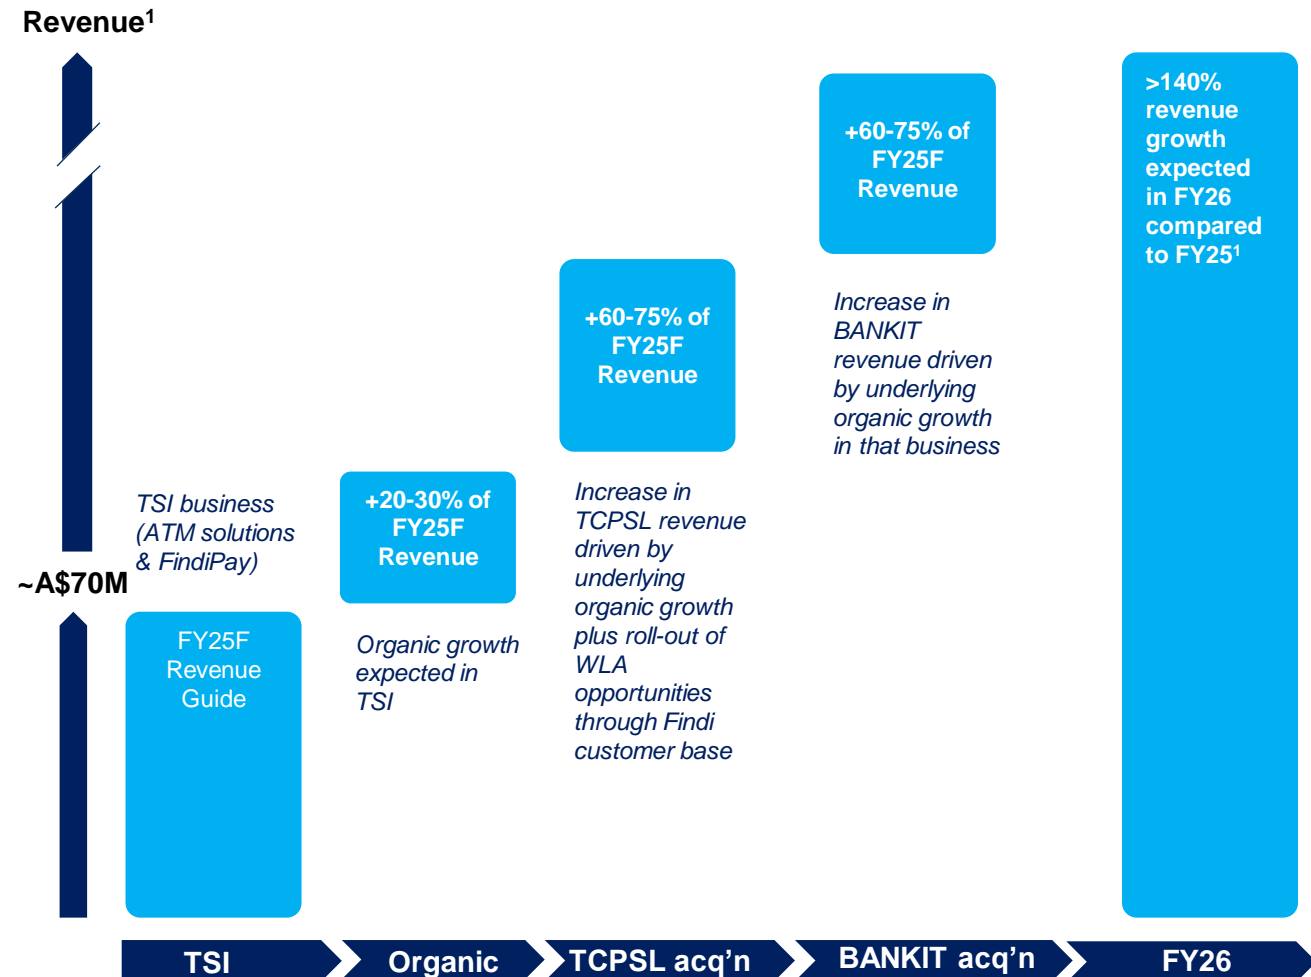 Revenue¹
~A$70M
TSI business
(ATM solutions
& FindiPay)
FY25F
Revenue
Guide
+20-30% of
FY25F
Revenue
Organic growth
expected in
TSI
+60-75% of
FY25F
Revenue
Increase in
TCPSL revenue
driven by
underlying
organic growth
plus roll-out of
WLA
opportunities
through Findi
customer base
+60-75% of
FY25F
Revenue
Increase in
BANKIT
revenue driven
by underlying
organic growth
in that business
>140%
revenue
growth
expected
in FY26
compared
to FY25¹
TSI
Organic
TCPSL acq’n
BANKIT acq’n
FY26